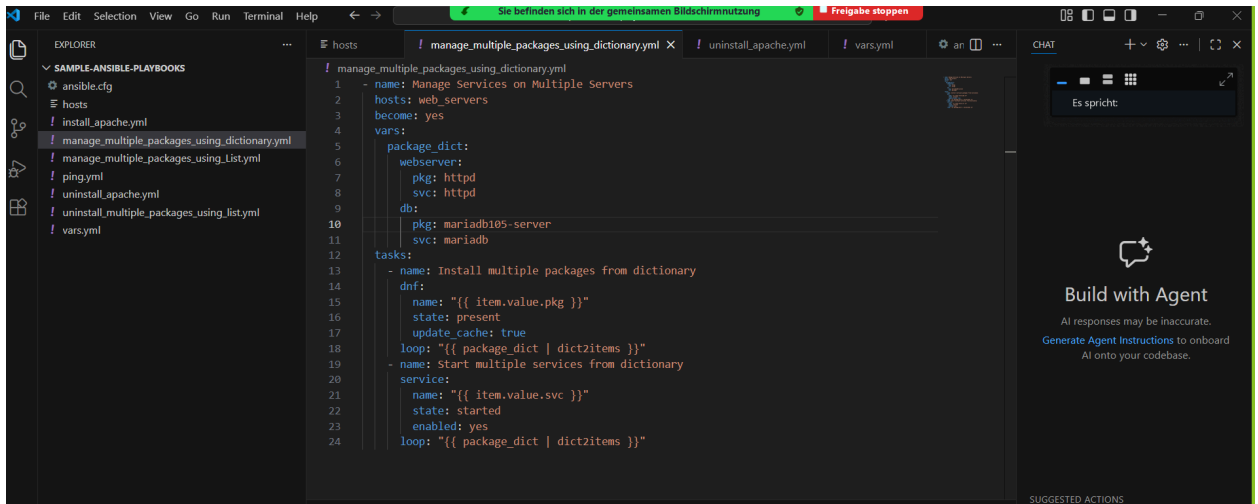 File Edit Selection View Go Run Terminal Help
Sie befinden sich in der gemeinsamen Bildschirmnutzung
Freigabe stoppen
EXPLORER
SAMPLE-ANSIBLE-PLAYBOOKS
ansible.cfg
hosts
install_apache.yml
manage_multiple_packages_using_dictionary.yml
manage_multiple_packages_using_List.yml
ping.yml
uninstall_apache.yml
uninstall_multiple_packages_using_list.yml
vars.yml
hosts
manage_multiple_packages_using_dictionary.yml
uninstall_apache.yml
vars.yml
an
manage_multiple_packages_using_dictionary.yml
1 - name: Manage Services on Multiple Servers
2 hosts: web_servers
3 become: yes
4 vars:
5 package_dict:
6 webserver:
7 pkg: httpd
8 svc: httpd
9 db:
10 pkg: mariadb105-server
11 svc: mariadb
12 tasks:
13 - name: Install multiple packages from dictionary
14 dnf:
15 name: "{{ item.value.pkg }}"
16 state: present
17 update_cache: true
18 loop: "{{ package_dict | dict2items }}"
19 - name: Start multiple services from dictionary
20 service:
21 name: "{{ item.value.svc }}"
22 state: started
23 enabled: yes
24 loop: "{{ package_dict | dict2items }}"
CHAT
Es spricht:
Build with Agent
AI responses may be inaccurate.
Generate Agent Instructions to onboard
AI onto your codebase.
SUGGESTED ACTIONS